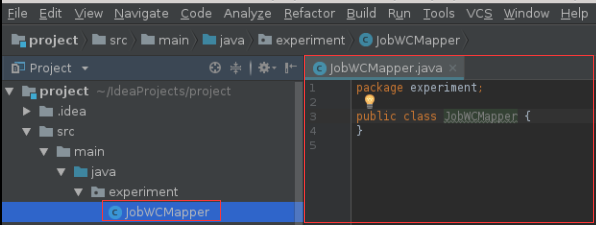 File Edit View Navigate Code Analyze Refactor Build Run Tools VCS Window Help
project src main java experiment JobWCMapper
Project
JobWCMapper.java
project ~/IdeaProjects/project
.idea
src
main
java
experiment
JobWCMapper
1 package experiment;
2
3 public class JobWCMapper {
4 }
5